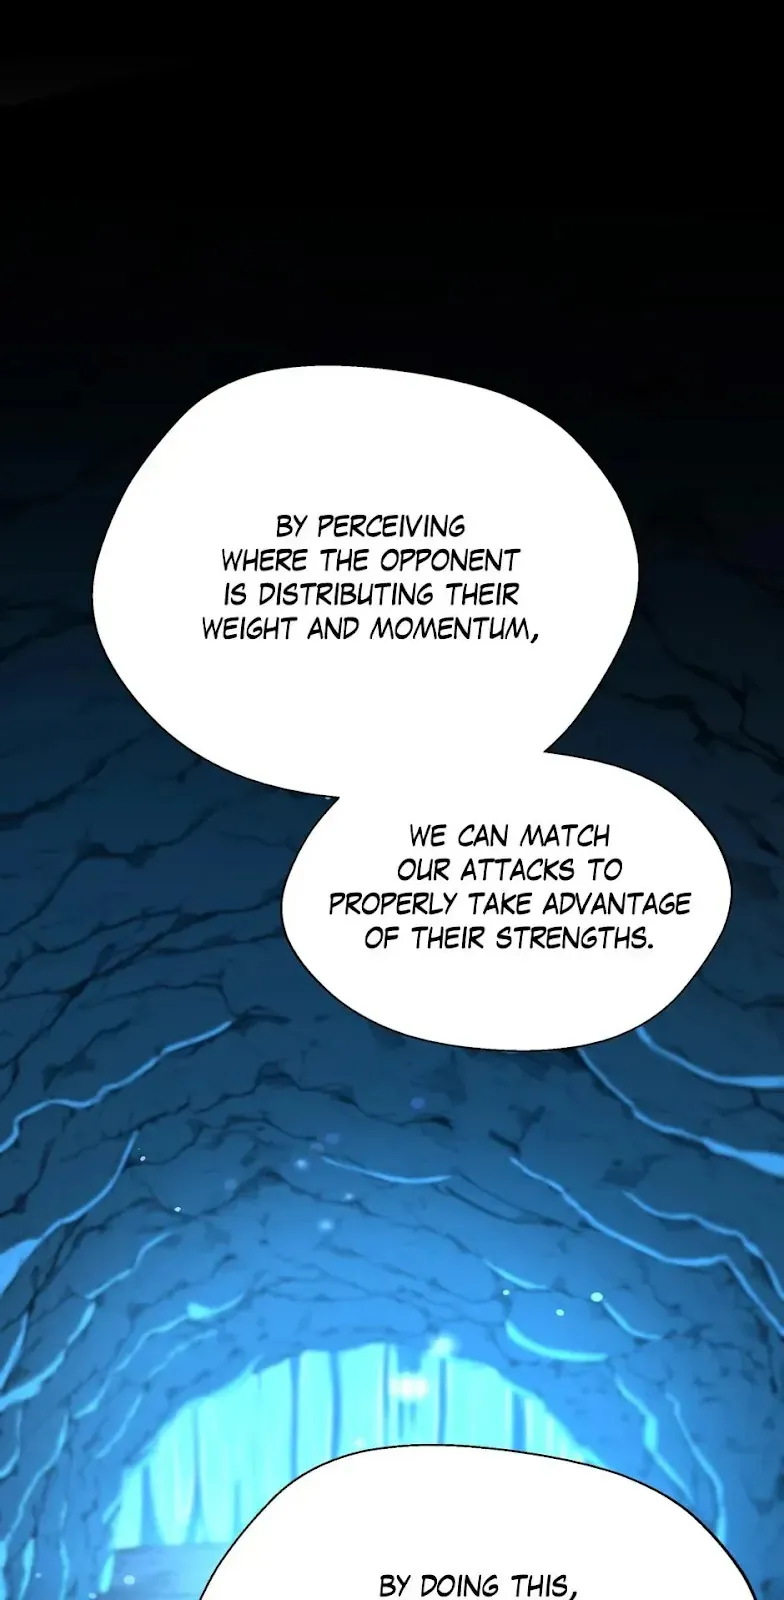 BY PERCEIVING
WHERE THE OPPONENT
IS DISTRIBUTING THEIR
WEIGHT AND MOMENTUM,
WE CAN MATCH
OUR ATTACKS TO
PROPERLY TAKE ADVANTAGE
OF THEIR STRENGTHS.
BY DOING THIS,